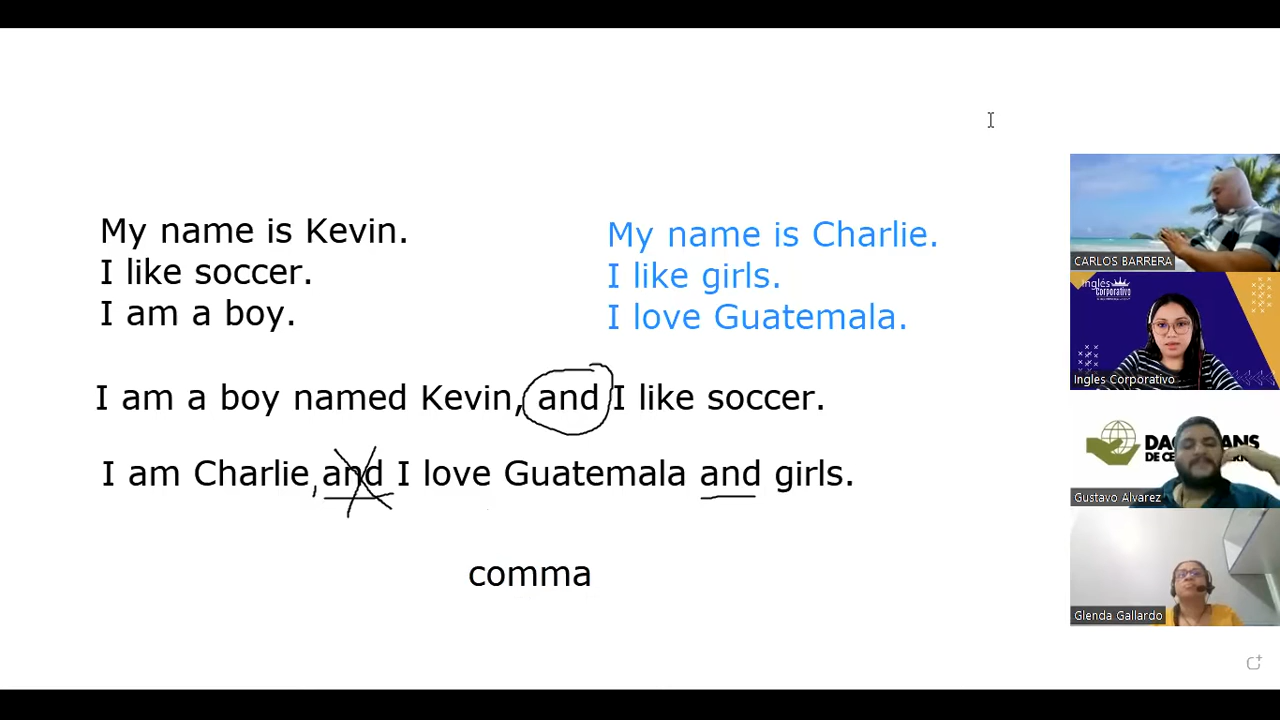 My name is Kevin.
I like soccer.
I am a boy.
My name is Charlie.
I like girls.
I love Guatemala.
I am a boy named Kevin, and I like soccer.
I am Charlie, and I love Guatemala and girls.
comma
CARLOS BARRERA
Inglés
Corporativo
Ingles Corporativo
Gustavo Alvarez
Glenda Gallardo